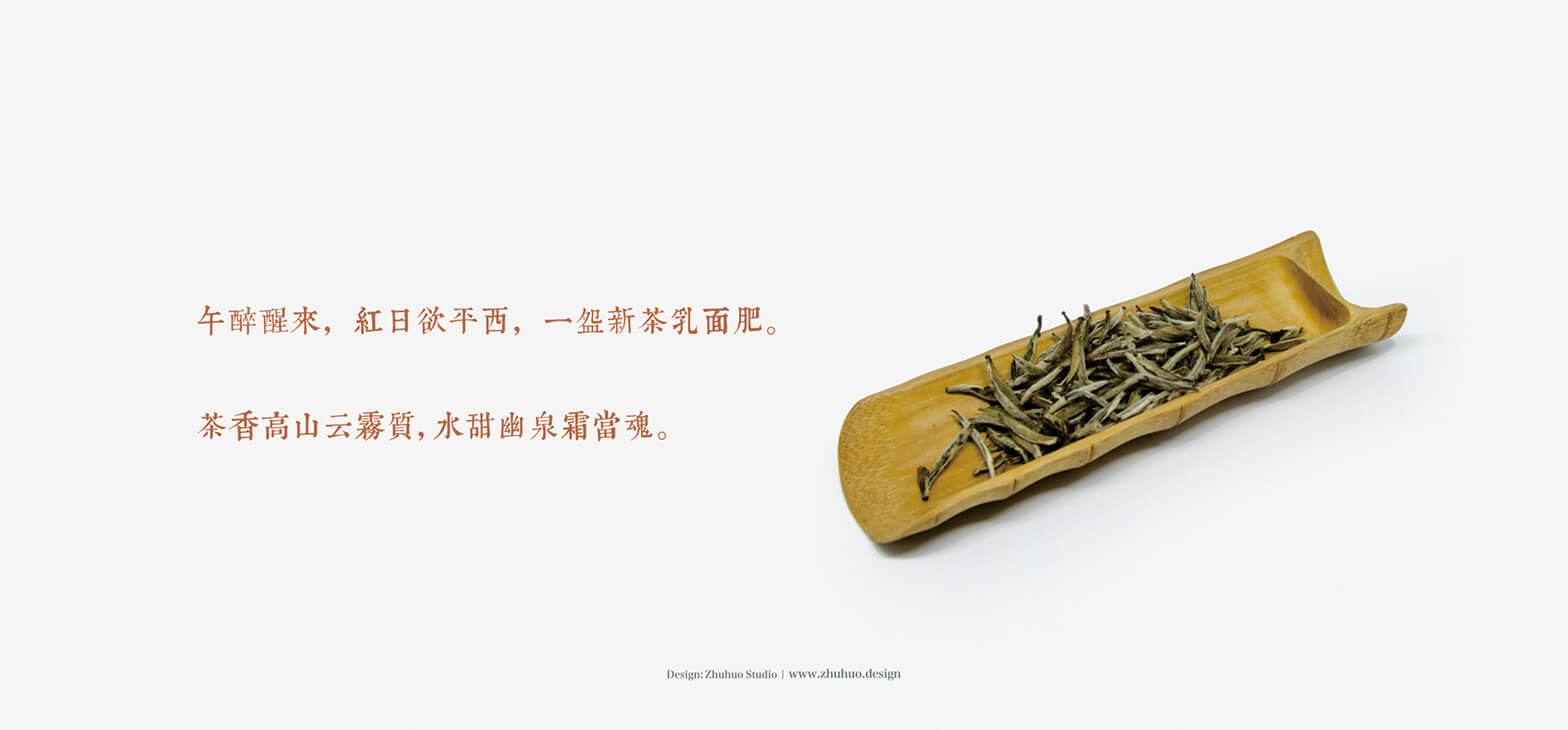 午醉醒來，紅日欲平西，一盌新茶乳面肥。
茶香高山云霧質，水甜幽泉霜當魂。
Design: Zhuhuo Studio | www.zhuhuo.design